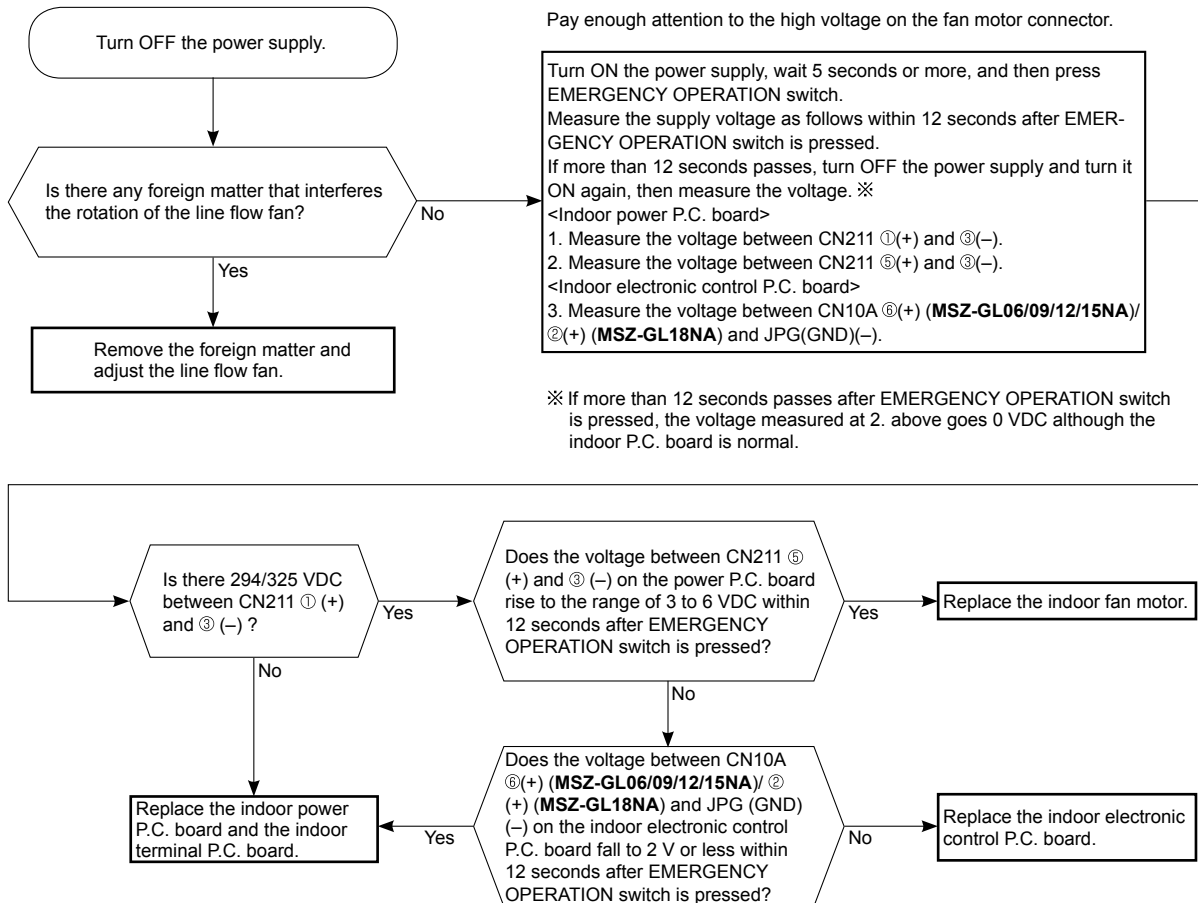 Turn OFF the power supply.
Pay enough attention to the high voltage on the fan motor connector.
Is there any foreign matter that interferes
the rotation of the line flow fan?
No
Yes
Remove the foreign matter and
adjust the line flow fan.
Turn ON the power supply, wait 5 seconds or more, and then press
EMERGENCY OPERATION switch.
Measure the supply voltage as follows within 12 seconds after EMER-
GENCY OPERATION switch is pressed.
If more than 12 seconds passes, turn OFF the power supply and turn it
ON again, then measure the voltage. ※
<Indoor power P.C. board>
1. Measure the voltage between CN211 ①(+) and ③(–).
2. Measure the voltage between CN211 ⑤(+) and ③(–).
<Indoor electronic control P.C. board>
3. Measure the voltage between CN10A ⑥(+) (MSZ-GL06/09/12/15NA)/
②(+) (MSZ-GL18NA) and JPG(GND)(–).
※ If more than 12 seconds passes after EMERGENCY OPERATION switch
is pressed, the voltage measured at 2. above goes 0 VDC although the
indoor P.C. board is normal.
Is there 294/325 VDC
between CN211 ① (+)
and ③ (–) ?
Yes
No
Does the voltage between CN211 ⑤
(+) and ③ (–) on the power P.C. board
rise to the range of 3 to 6 VDC within
12 seconds after EMERGENCY
OPERATION switch is pressed?
Yes
Replace the indoor fan motor.
No
Does the voltage between CN10A
⑥(+) (MSZ-GL06/09/12/15NA)/ ②
(+) (MSZ-GL18NA) and JPG (GND)
(–) on the indoor electronic control
P.C. board fall to 2 V or less within
12 seconds after EMERGENCY
OPERATION switch is pressed?
Yes
Replace the indoor power
P.C. board and the indoor
terminal P.C. board.
No
Replace the indoor electronic
control P.C. board.